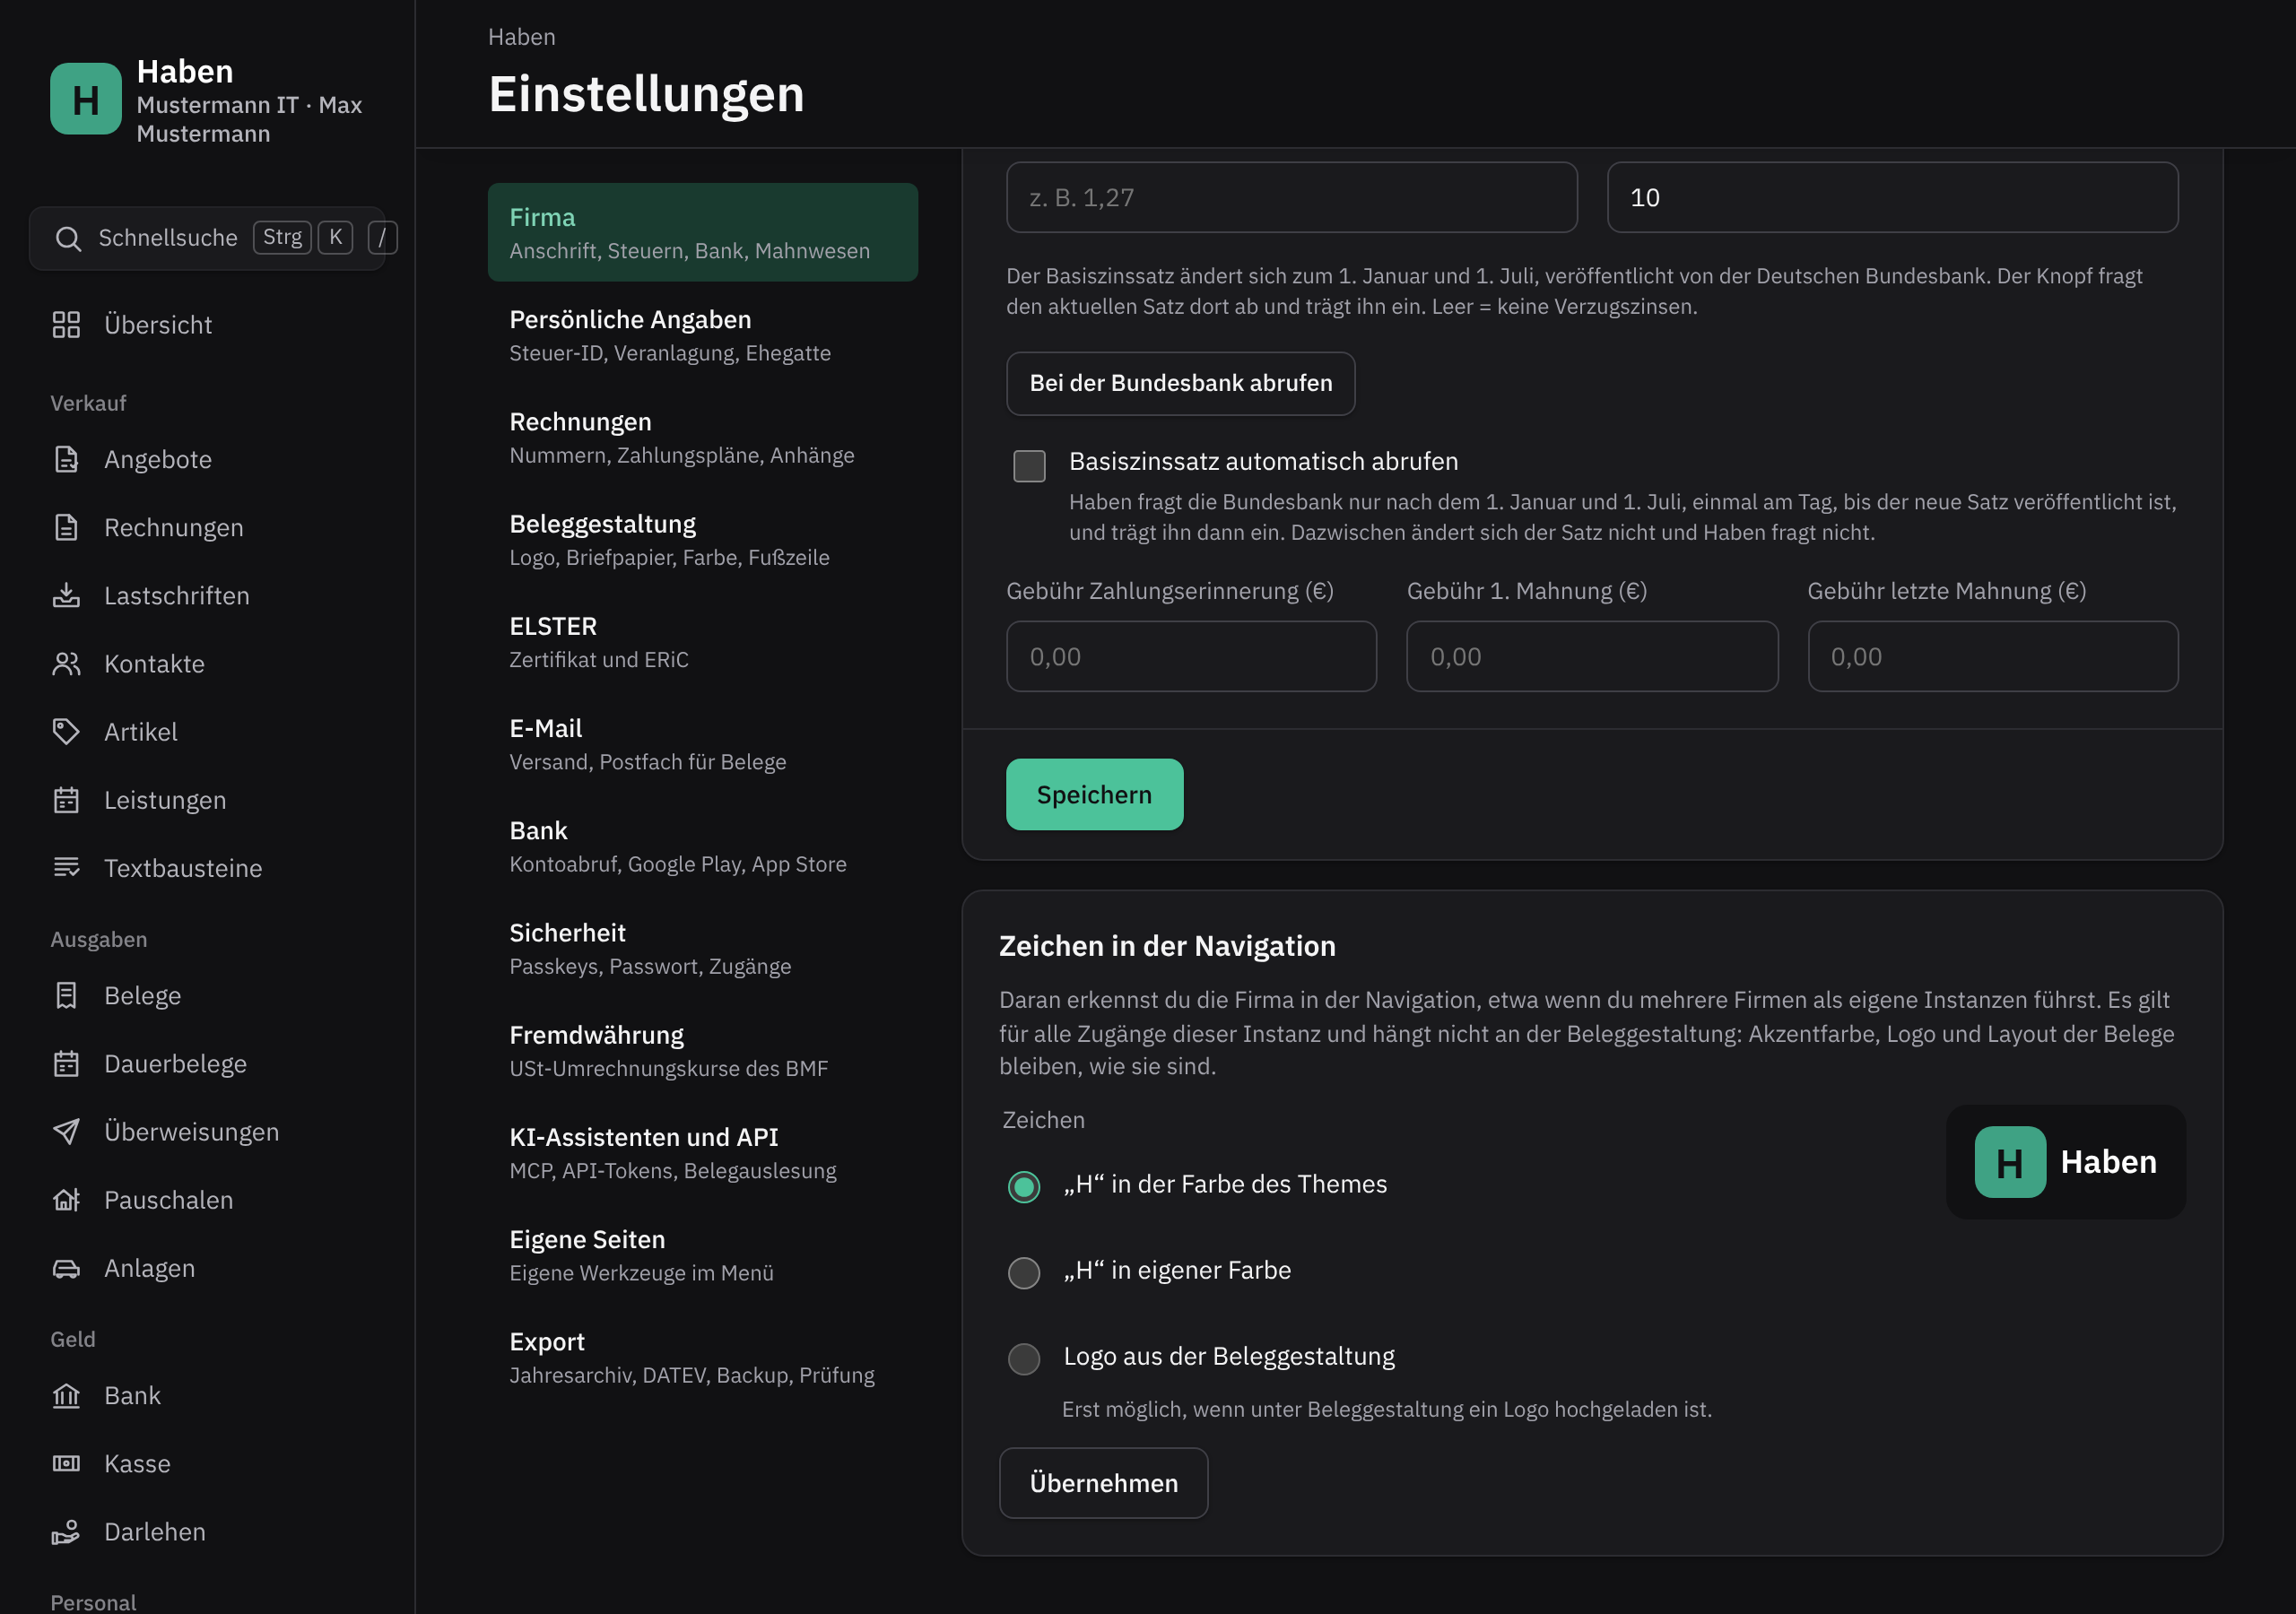 H
Haben
Mustermann IT · Max
Mustermann
Schnellsuche Strg K /
Übersicht
Verkauf
Angebote
Rechnungen
Lastschriften
Kontakte
Artikel
Leistungen
Textbausteine
Ausgaben
Belege
Dauerbelege
Überweisungen
Pauschalen
Anlagen
Geld
Bank
Kasse
Darlehen
Personal
Haben
Einstellungen
Firma
Anschrift, Steuern, Bank, Mahnwesen
Persönliche Angaben
Steuer-ID, Veranlagung, Ehegatte
Rechnungen
Nummern, Zahlungspläne, Anhänge
Beleggestaltung
Logo, Briefpapier, Farbe, Fußzeile
ELSTER
Zertifikat und ERiC
E-Mail
Versand, Postfach für Belege
Bank
Kontoabruf, Google Play, App Store
Sicherheit
Passkeys, Passwort, Zugänge
Fremdwährung
USt-Umrechnungskurse des BMF
KI-Assistenten und API
MCP, API-Tokens, Belegauslesung
Eigene Seiten
Eigene Werkzeuge im Menü
Export
Jahresarchiv, DATEV, Backup, Prüfung
z. B. 1,27
10
Der Basiszinssatz ändert sich zum 1. Januar und 1. Juli, veröffentlicht von der Deutschen Bundesbank. Der Knopf fragt
den aktuellen Satz dort ab und trägt ihn ein. Leer = keine Verzugszinsen.
Bei der Bundesbank abrufen
Basiszinssatz automatisch abrufen
Haben fragt die Bundesbank nur nach dem 1. Januar und 1. Juli, einmal am Tag, bis der neue Satz veröffentlicht ist,
und trägt ihn dann ein. Dazwischen ändert sich der Satz nicht und Haben fragt nicht.
Gebühr Zahlungserinnerung (€)
0,00
Gebühr 1. Mahnung (€)
0,00
Gebühr letzte Mahnung (€)
0,00
Speichern
Zeichen in der Navigation
Daran erkennst du die Firma in der Navigation, etwa wenn du mehrere Firmen als eigene Instanzen führst. Es gilt
für alle Zugänge dieser Instanz und hängt nicht an der Beleggestaltung: Akzentfarbe, Logo und Layout der Belege
bleiben, wie sie sind.
Zeichen
„H“ in der Farbe des Themes
„H“ in eigener Farbe
Logo aus der Beleggestaltung
Erst möglich, wenn unter Beleggestaltung ein Logo hochgeladen ist.
H Haben
Übernehmen